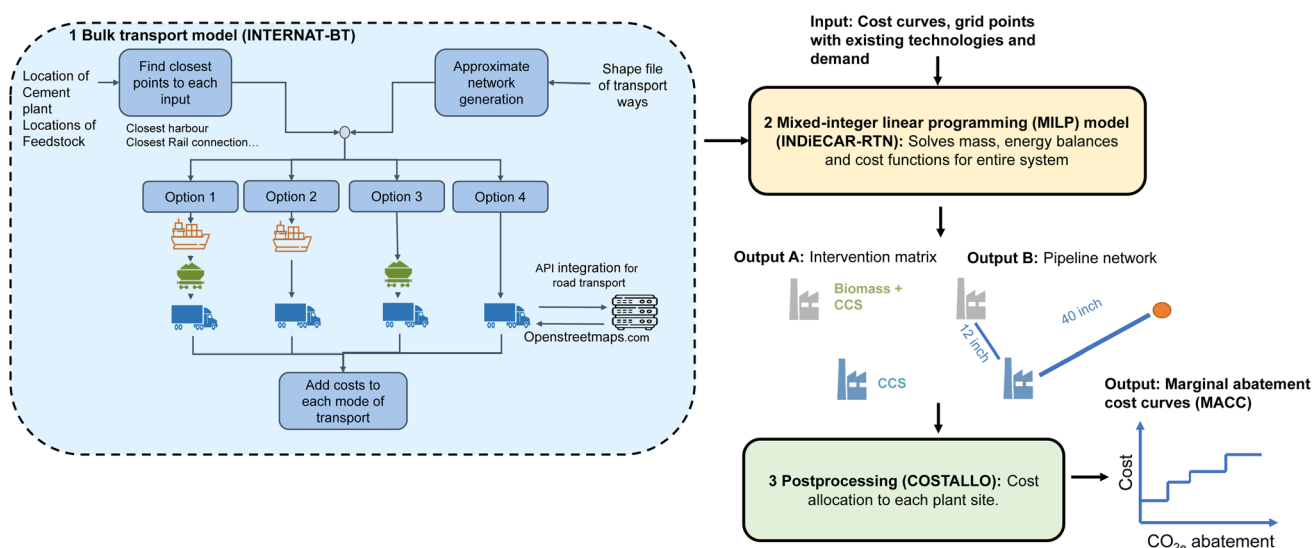 1 Bulk transport model (INTERNAT-BT)
Location of
Cement
plant
Locations of
Feedstock
Find closest
points to each
input
Closest harbour
Closest Rail connection...
Approximate
network
generation
Shape file
of transport
ways
Option 1
Option 2
Option 3
Option 4
API integration for
road transport
Openstreetmaps.com
Add costs to
each mode of
transport
Input: Cost curves, grid points
with existing technologies and
demand
2 Mixed-integer linear programming (MILP) model
(INDiECAR-RTN): Solves mass, energy balances
and cost functions for entire system
Output A: Intervention matrix
Biomass +
CCS
CCS
Output B: Pipeline network
12 inch
40 inch
3 Postprocessing (COSTALLO): Cost
allocation to each plant site.
Output: Marginal abatement
cost curves (MACC)
Cost
CO2e abatement